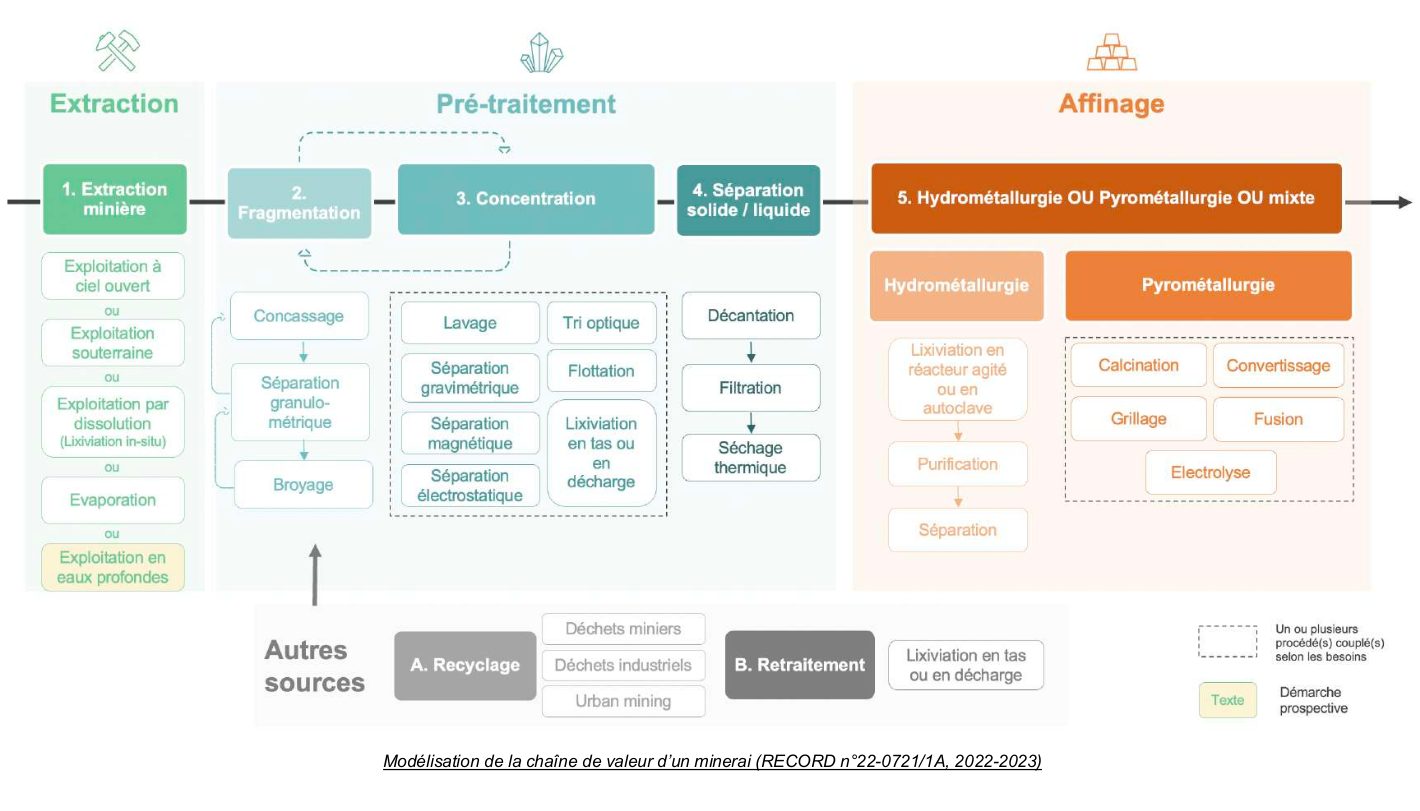 Extraction
1. Extraction
minière
Exploitation à
ciel ouvert
ou
Exploitation
souterraine
ou
Exploitation par
dissolution
(Lixiviation in-situ)
ou
Evaporation
ou
Exploitation en
eaux profondes
Pré-traitement
2.
Fragmentation
3. Concentration
4. Séparation
solide / liquide
Concassage
Séparation
granulo-
métrique
Broyage
Lavage
Séparation
gravimétrique
Séparation
magnétique
Séparation
électrostatique
Tri optique
Flottation
Lixiviation
en tas ou
en
décharge
Décantation
Filtration
Séchage
thermique
Affinage
5. Hydrométallurgie OU Pyrométallurgie OU mixte
Hydrométallurgie
Lixiviation en
réacteur agité
ou en
autoclave
Purification
Séparation
Pyrométallurgie
Calcination
Convertissage
Grillage
Fusion
Electrolyse
Autres
sources
A. Recyclage
Déchets miniers
Déchets industriels
Urban mining
B. Retraitement
Lixiviation en tas
ou en décharge
Un ou plusieurs
procédé(s) couplé(s)
selon les besoins
Texte
Démarche
prospective
Modélisation de la chaîne de valeur d'un minerai (RECORD n°22-0721/1A, 2022-2023)